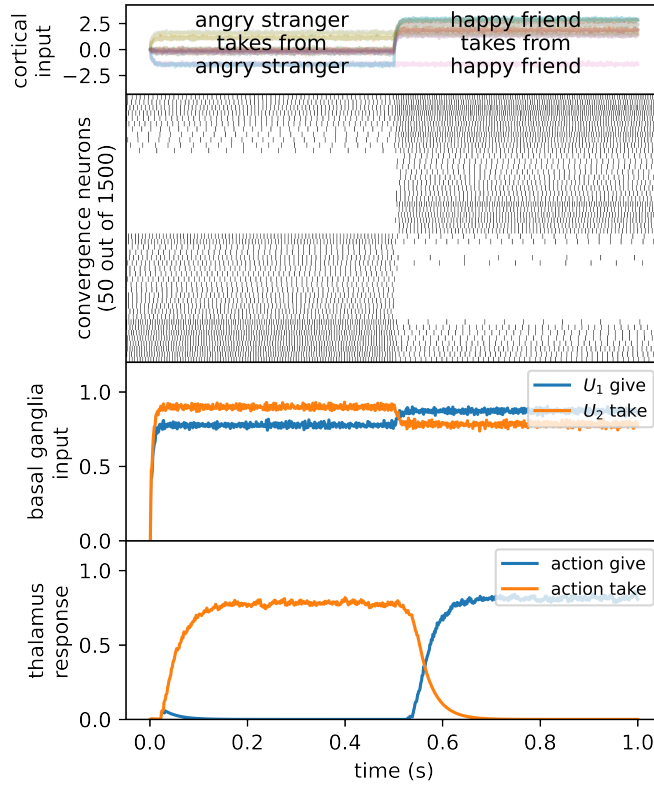 cortical
input
2.5
0.0
−2.5
angry stranger
takes from
angry stranger
happy friend
takes from
happy friend
convergence neurons
(50 out of 1500)
basal ganglia
input
1.0
0.5
0.0
U₁ give
U₂ take
thalamus
response
1.0
0.5
0.0
action give
action take
0.0 0.2 0.4 0.6 0.8 1.0
time (s)